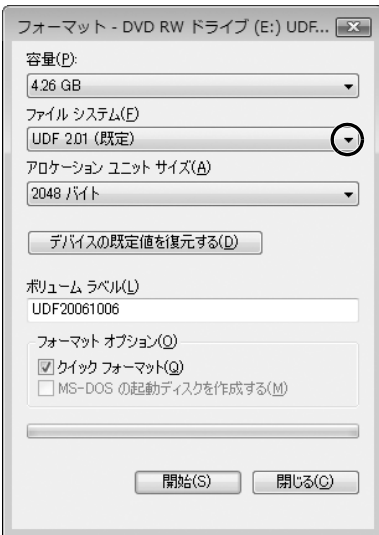 フォーマット - DVD RW ドライブ (E:) UDF...
容量(P):
4.26 GB
ファイル システム(F)
UDF 2.01 (既定)
アロケーション ユニット サイズ(A)
2048 バイト
デバイスの既定値を復元する(D)
ボリューム ラベル(L)
UDF20061006
フォーマット オプション(O)
クイック フォーマット(Q)
MS-DOS の起動ディスクを作成する(M)
開始(S) 閉じる(C)